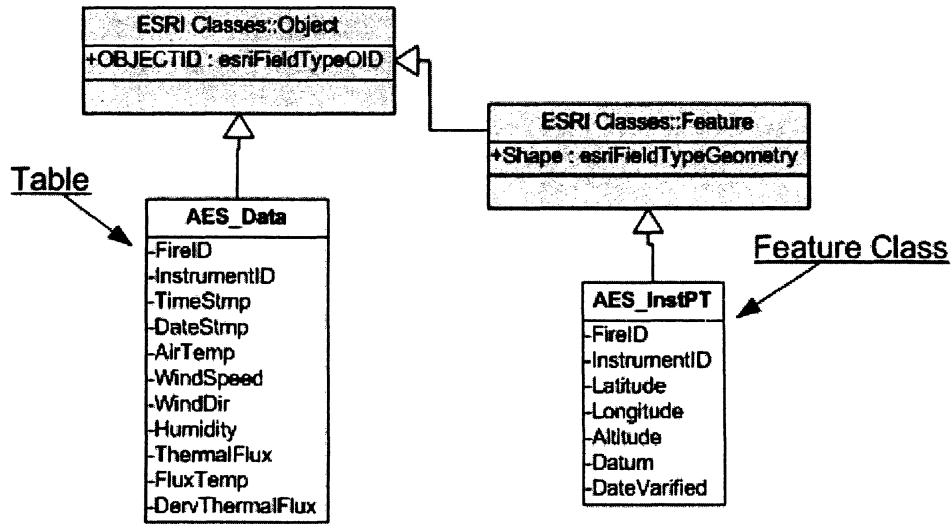 ESRI Classes::Object
+OBJECTID : esriFieldTypeOID
ESRI Classes::Feature
+Shape : esriFieldTypeGeometry
Table
AES_Data
-FireID
-InstrumentID
-TimeStmp
-DateStmp
-AirTemp
-WindSpeed
-WindDir
-Humidity
-ThermalFlux
-FluxTemp
-DervThermalFlux
Feature Class
AES_InstPT
-FireID
-InstrumentID
-Latitude
-Longitude
-Altitude
-Datum
-DateVarified